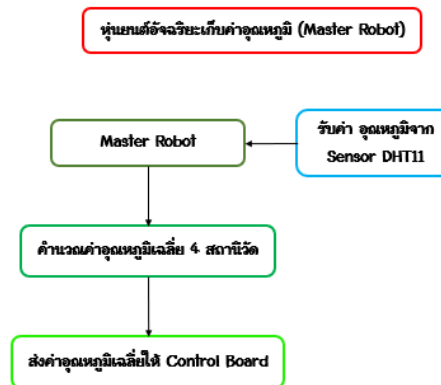 หุ่นยนต์อัจฉริยะเก็บค่าอุณหภูมิ (Master Robot)
Master Robot
รับค่า อุณหภูมิจาก
Sensor DHT11
คำนวณค่าอุณหภูมิเฉลี่ย 4 สถานีวัด
ส่งค่าอุณหภูมิเฉลี่ยให้ Control Board